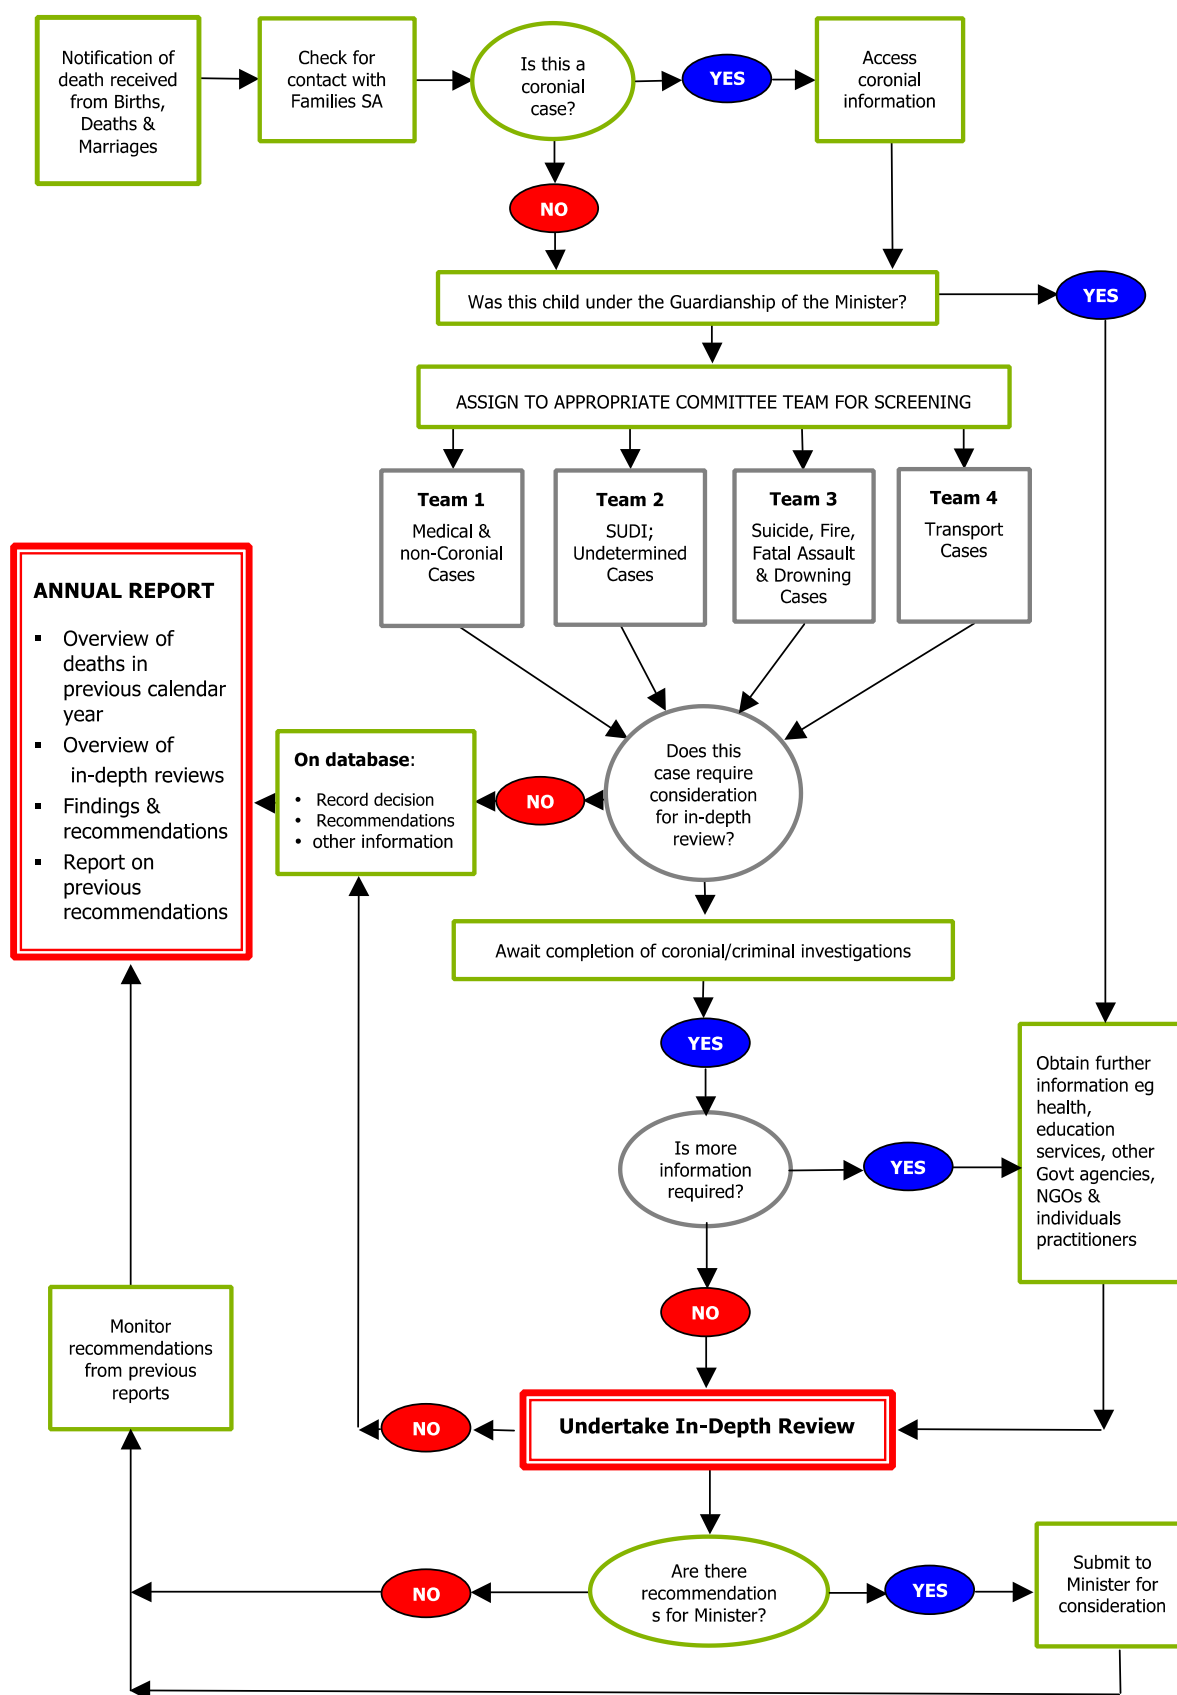 Notification of
death received
from Births,
Deaths &
Marriages
Check for
contact with
Families SA
Is this a
coronial
case?
YES
Access
coronial
information
NO
Was this child under the Guardianship of the Minister?
YES
ASSIGN TO APPROPRIATE COMMITTEE TEAM FOR SCREENING
Team 1
Medical &
non-Coronial
Cases
Team 2
SUDI;
Undetermined
Cases
Team 3
Suicide, Fire,
Fatal Assault
& Drowning
Cases
Team 4
Transport
Cases
ANNUAL REPORT
▪ Overview of
deaths in
previous calendar
year
▪ Overview of
in-depth reviews
▪ Findings &
recommendations
▪ Report on
previous
recommendations
On database:
• Record decision
• Recommendations
• other information
NO
Does this
case require
consideration
for in-depth
review?
Await completion of coronial/criminal investigations
YES
Is more
information
required?
YES
Obtain further
information eg
health,
education
services, other
Govt agencies,
NGOs &
individuals
practitioners
NO
Monitor
recommendations
from previous
reports
NO
Undertake In-Depth Review
NO
Are there
recommendation
s for Minister?
YES
Submit to
Minister for
consideration